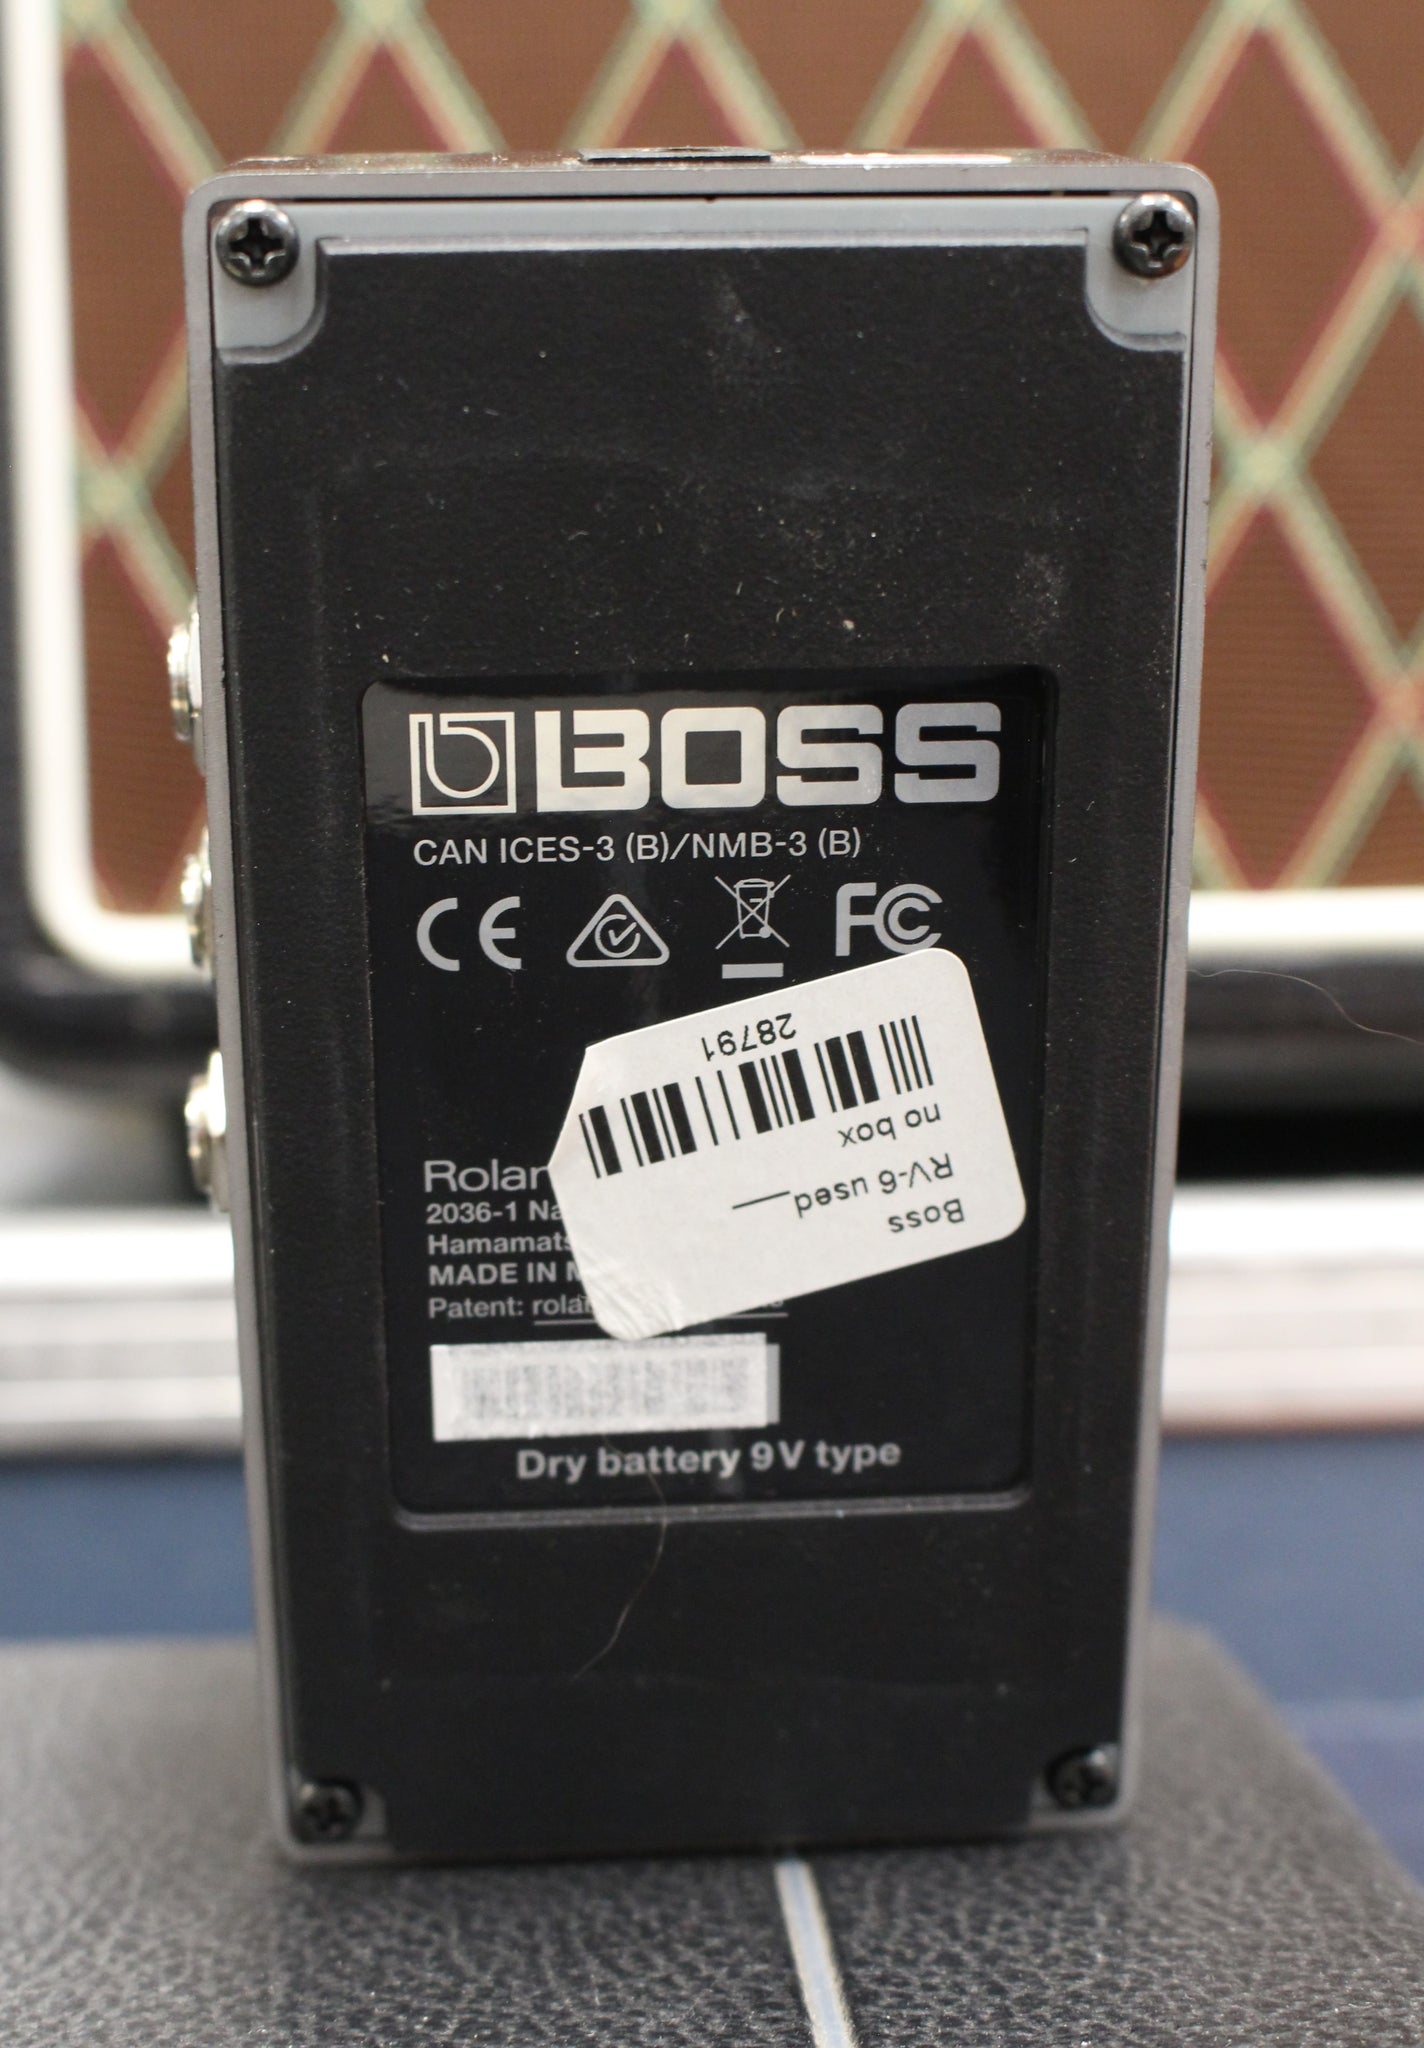 BOSS
CAN ICES-3 (B)/NMB-3 (B)
CE FC
Rolan
2036-1 Na
Hamamats
MADE IN M
Patent: rola
Dry battery 9V type
Boss
RV-6 used
no box
28791